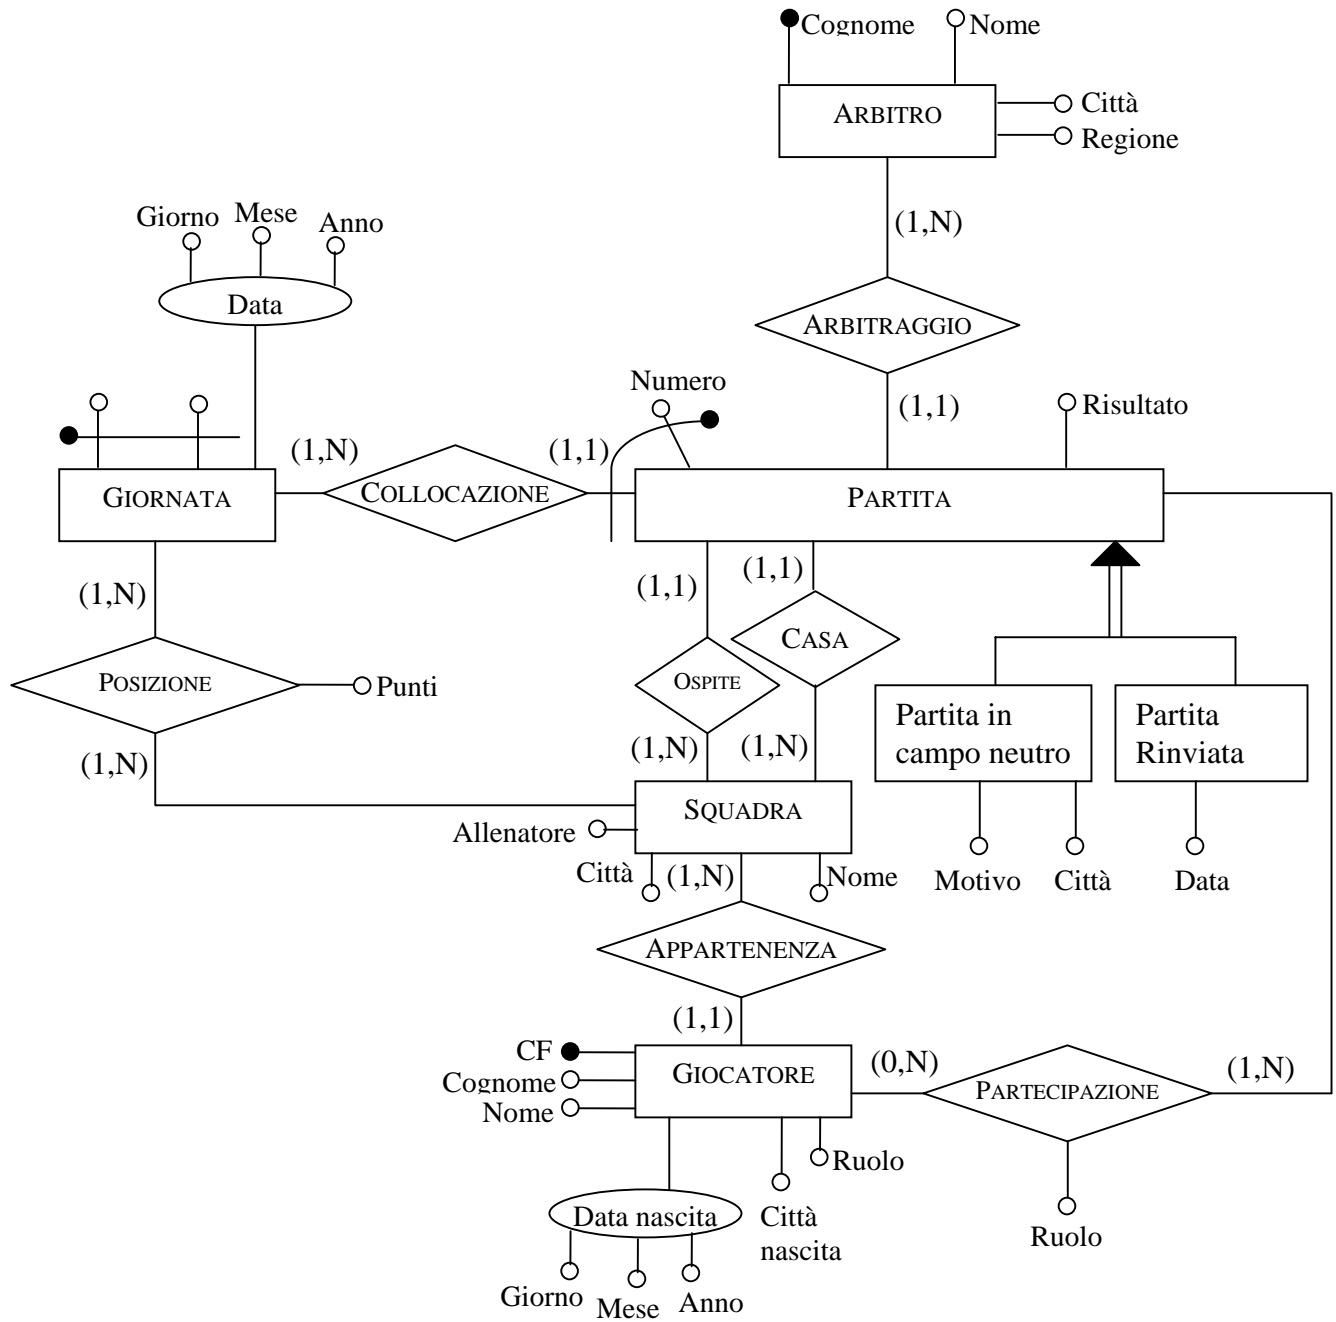 Cognome
Nome
ARBITRO
Città
Regione
(1,N)
Giorno
Mese
Anno
Data
ARBITRAGGIO
Numero
(1,1)
Risultato
(1,N)
(1,1)
GIORNATA
COLLOCAZIONE
PARTITA
(1,N)
(1,1)
(1,1)
CASA
POSIZIONE
Punti
OSPITE
Partita in
campo neutro
Partita
Rinviata
(1,N)
(1,N)
(1,N)
SQUADRA
Allenatore
Città
(1,N)
Nome
Motivo
Città
Data
APPARTENENZA
(1,1)
CF
Cognome
Nome
GIOCATORE
(0,N)
PARTECIPAZIONE
(1,N)
Ruolo
Data nascita
Città
nascita
Ruolo
Giorno
Mese
Anno